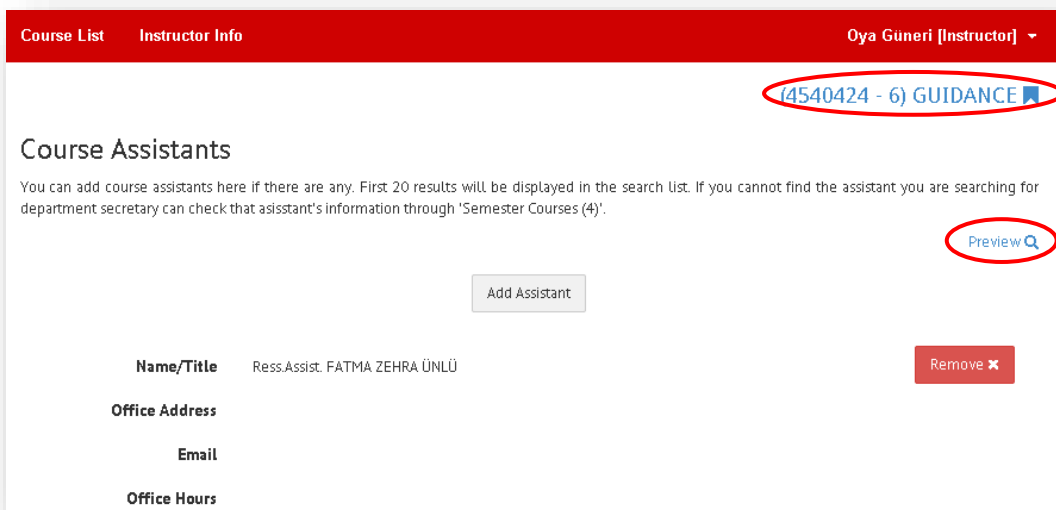 Course List Instructor Info Oya Güneri [Instructor]
(4540424 - 6) GUIDANCE
Course Assistants
You can add course assistants here if there are any. First 20 results will be displayed in the search list. If you cannot find the assistant you are searching for
department secretary can check that asisstant's information through 'Semester Courses (4)'.
Preview
Add Assistant
Name/Title Ress.Assist. FATMA ZEHRA ÜNLÜ Remove
Office Address
Email
Office Hours